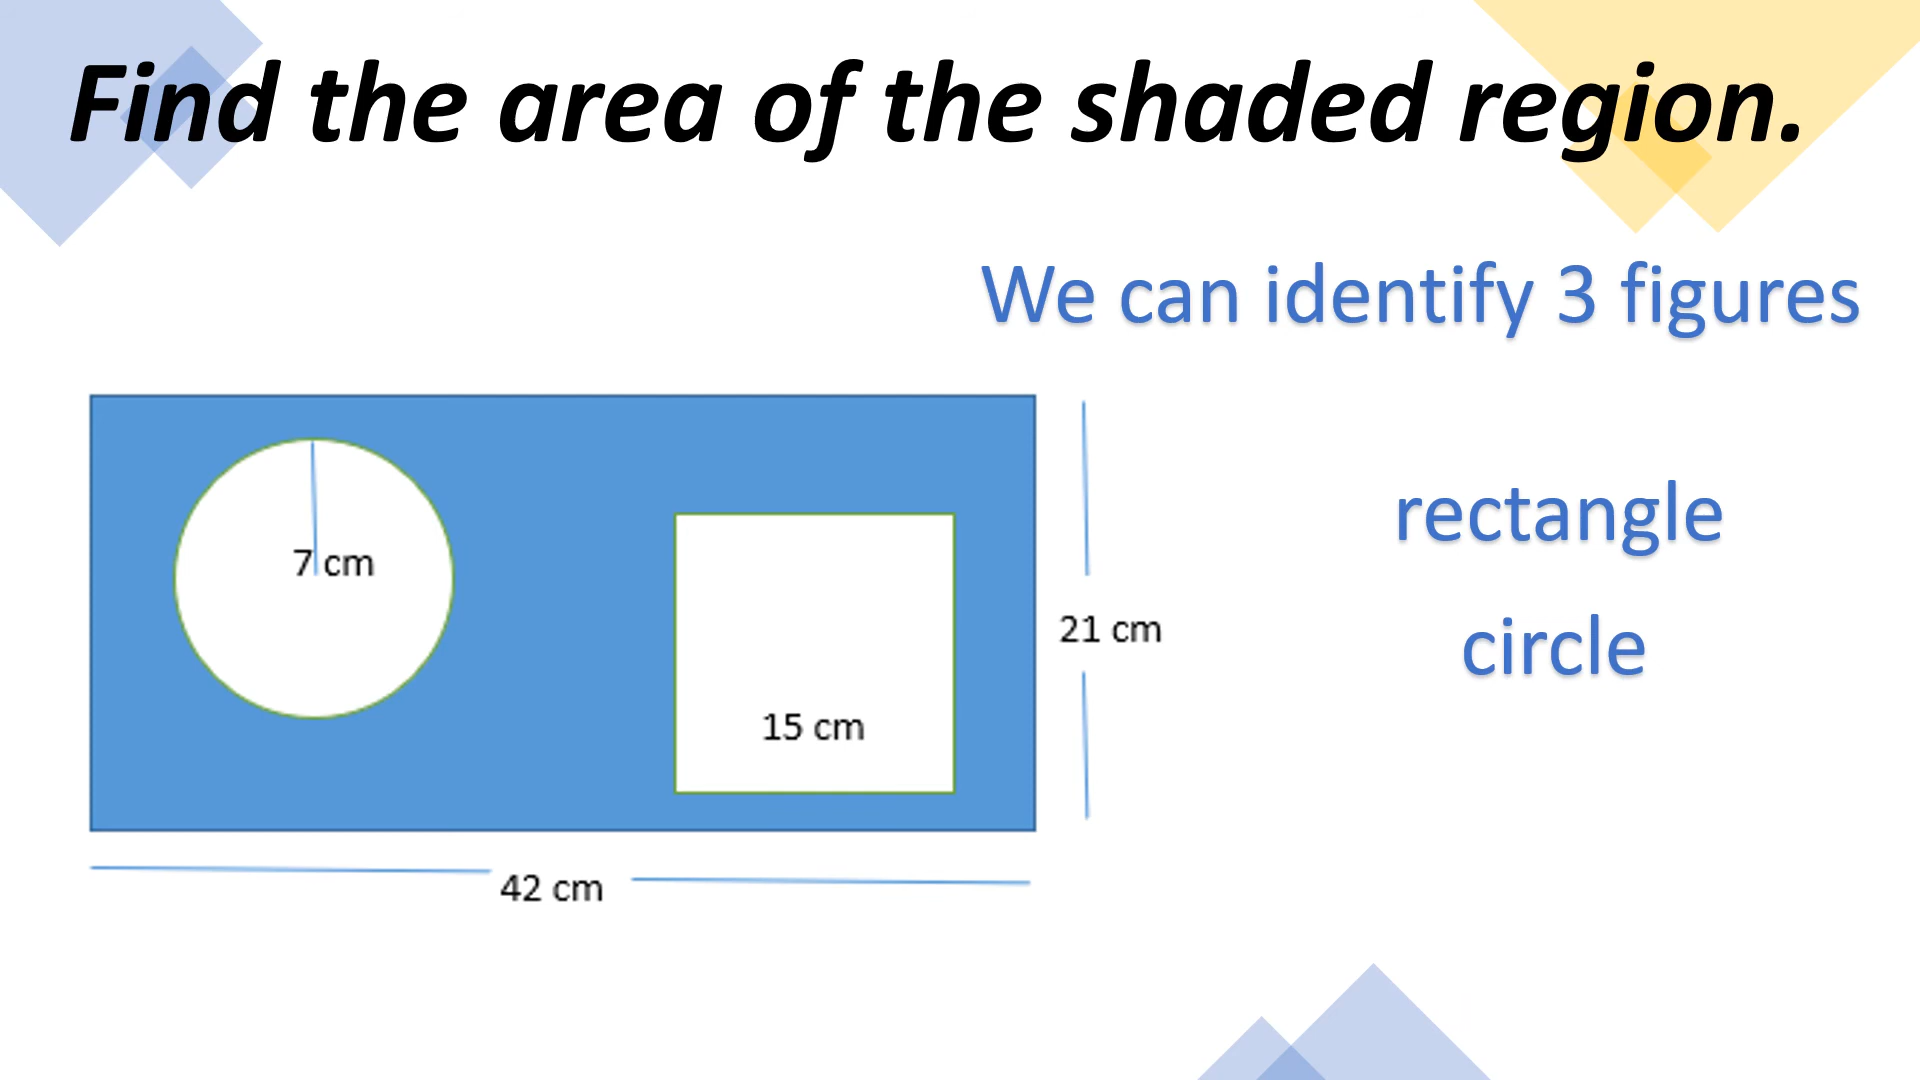 Find the area of the shaded region.
We can identify 3 figures
rectangle
circle
7 cm
15 cm
21 cm
42 cm